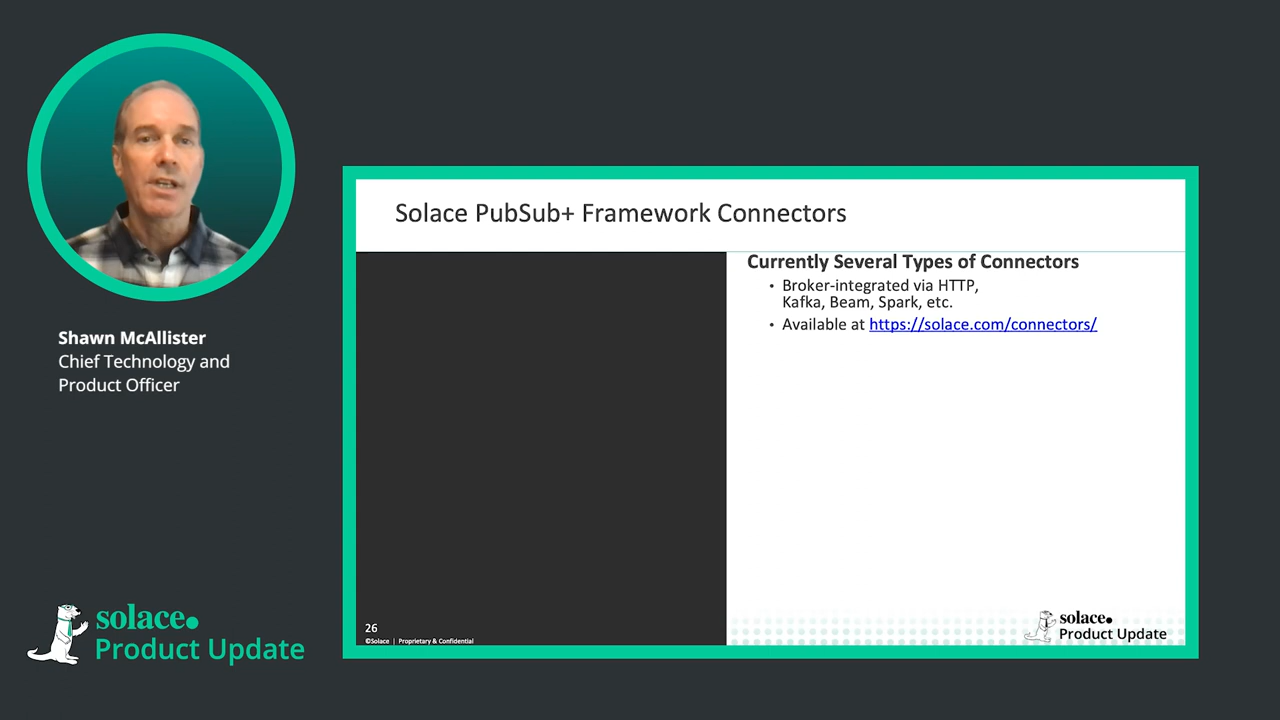 Shawn McAllister
Chief Technology and
Product Officer
solace.
Product Update
Solace PubSub+ Framework Connectors
Currently Several Types of Connectors
• Broker-integrated via HTTP,
Kafka, Beam, Spark, etc.
• Available at https://solace.com/connectors/
26
©Solace | Proprietary & Confidential
solace.
Product Update